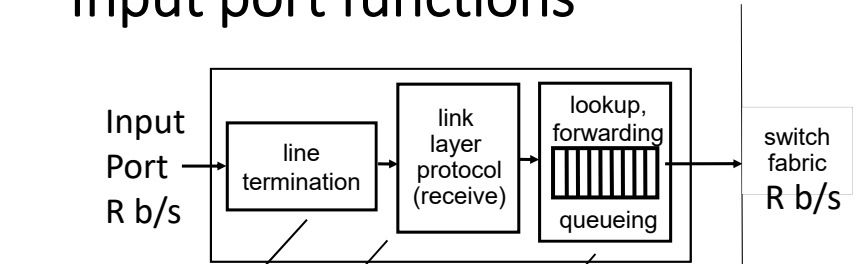 Input port functions
Input
Port
R b/s
line
termination
link
layer
protocol
(receive)
lookup,
forwarding
queueing
switch
fabric
R b/s